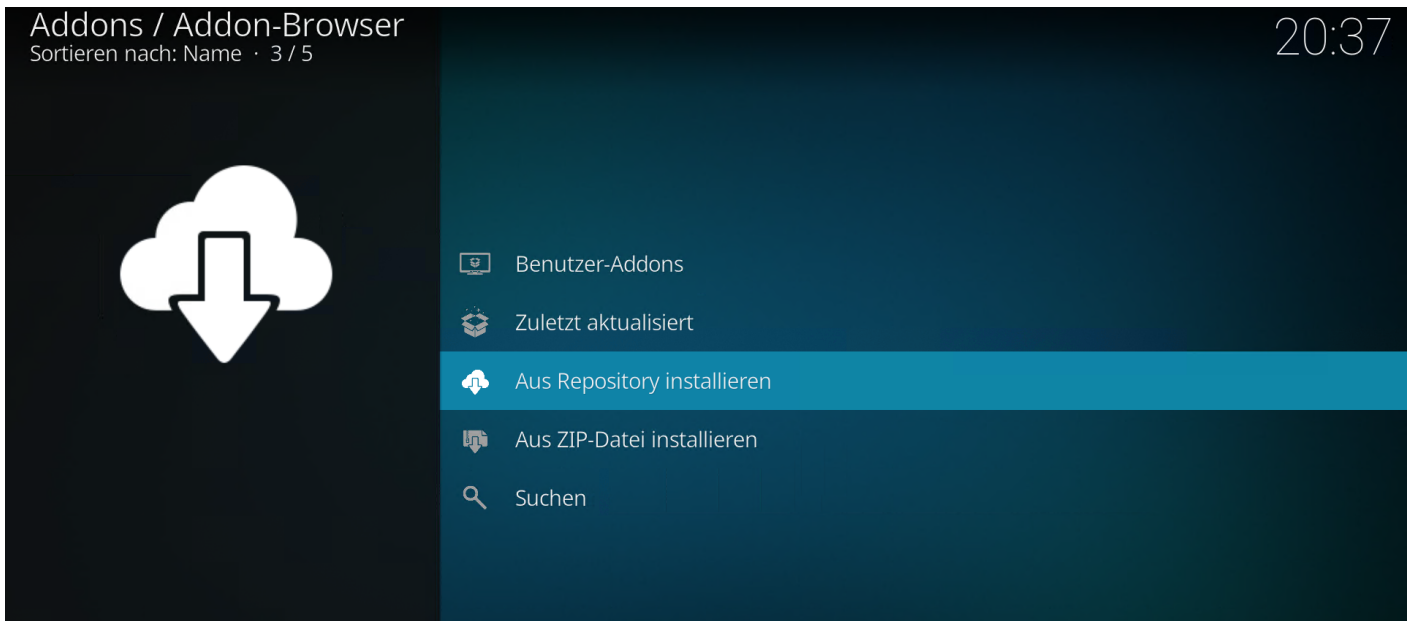 Addons / Addon-Browser
Sortieren nach: Name · 3 / 5
20:37
Benutzer-Addons
Zuletzt aktualisiert
Aus Repository installieren
Aus ZIP-Datei installieren
Suchen